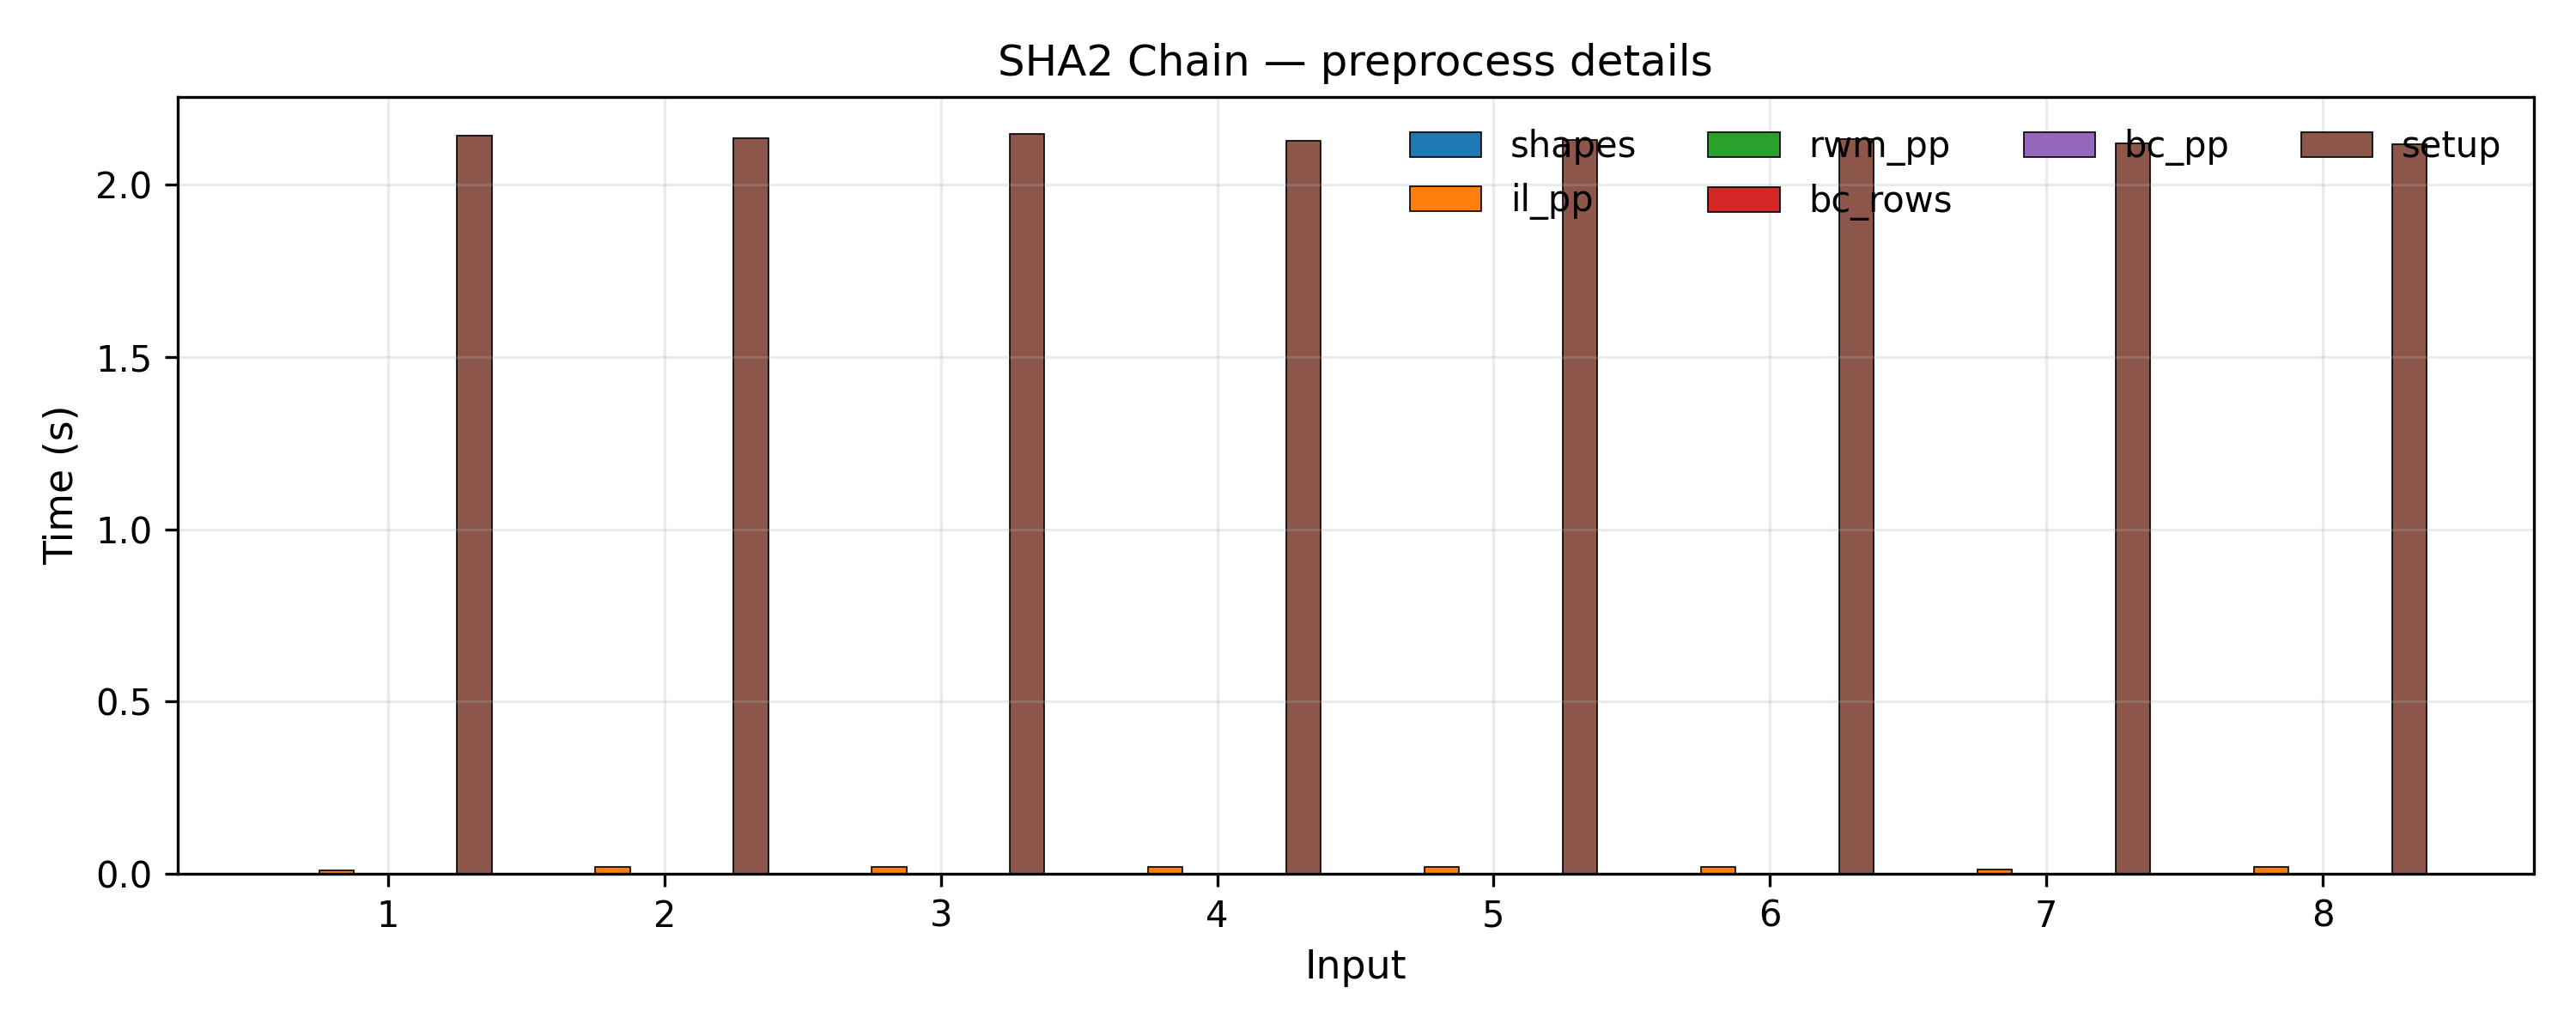 SHA2 Chain — preprocess details
shapes rwm_pp bc_pp setup
il_pp bc_rows
2.0
1.5
1.0
0.5
0.0
Time (s)
1 2 3 4 5 6 7 8
Input